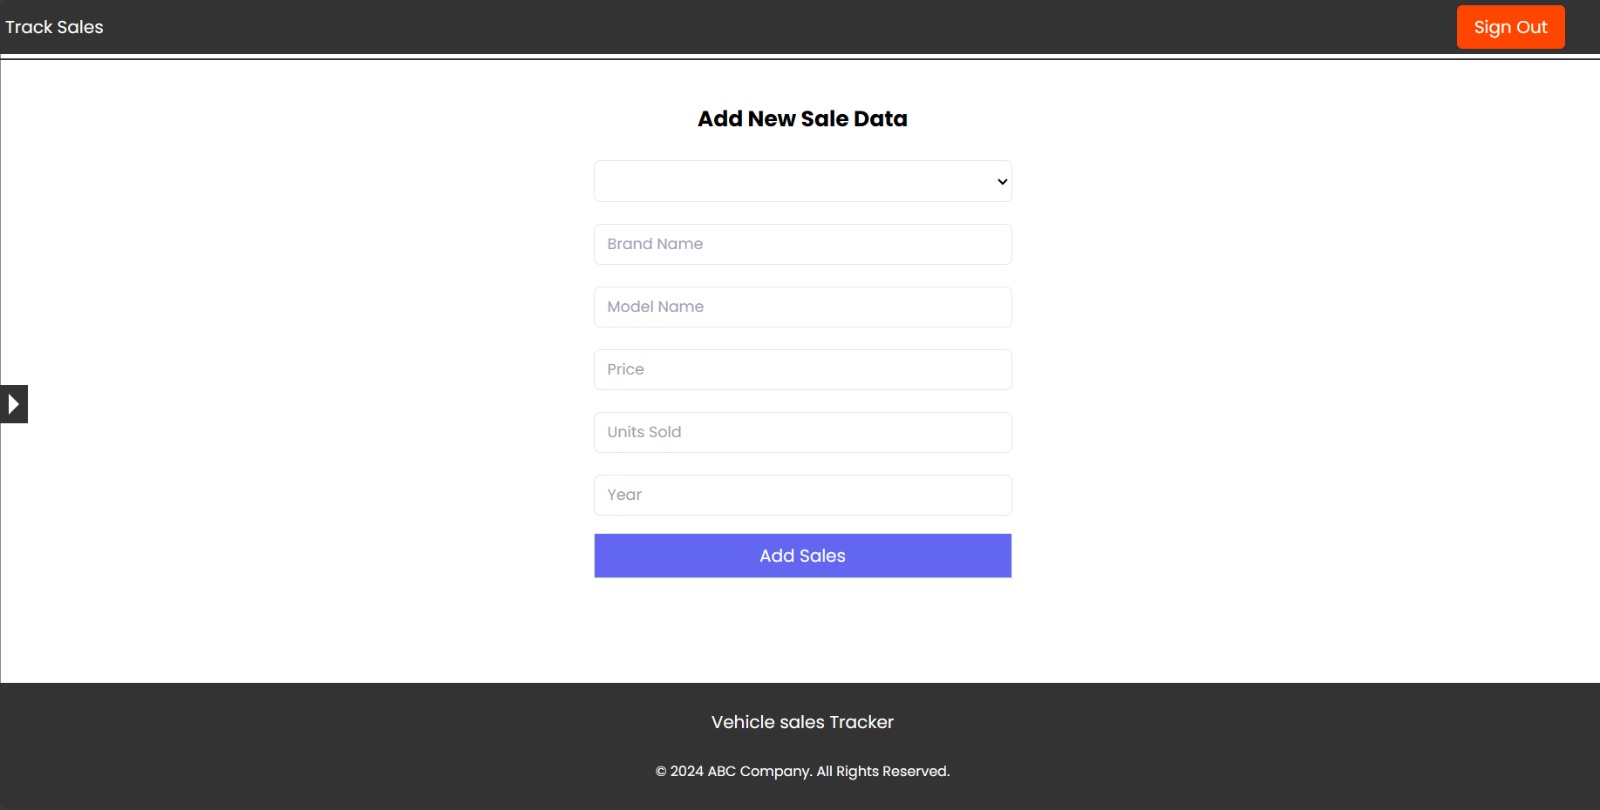 Track Sales
Sign Out
Add New Sale Data
Brand Name
Model Name
Price
Units Sold
Year
Add Sales
Vehicle sales Tracker
© 2024 ABC Company. All Rights Reserved.